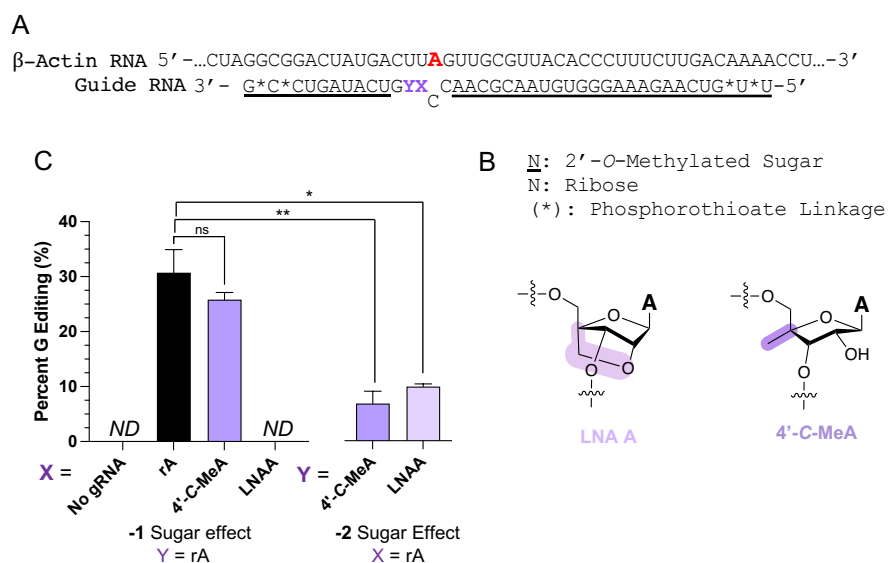 A
β-Actin RNA 5’-…CUAGGCGGACUAUGACUUAGUUGCGUUACACCCUUUCUUGACAAAACCU…-3’
Guide RNA 3’- G*C*CUGAUACUGYX CAACGCAAUGUGGGAAAGAACUG*U*U-5’
C
B
N: 2’-O-Methylated Sugar
N: Ribose
(*): Phosphorothioate Linkage
O
O
A
O
O
LNA A
O
O
A
OH
O
4’-C-MeA
C
Percent G Editing (%)
40
30
20
10
0
ND
ns
ND
**
*
X =
No gRNA
rA
4'-C-MeA
LNAA
Y =
4'-C-MeA
LNAA
-1 Sugar effect
Y = rA
-2 Sugar Effect
X = rA